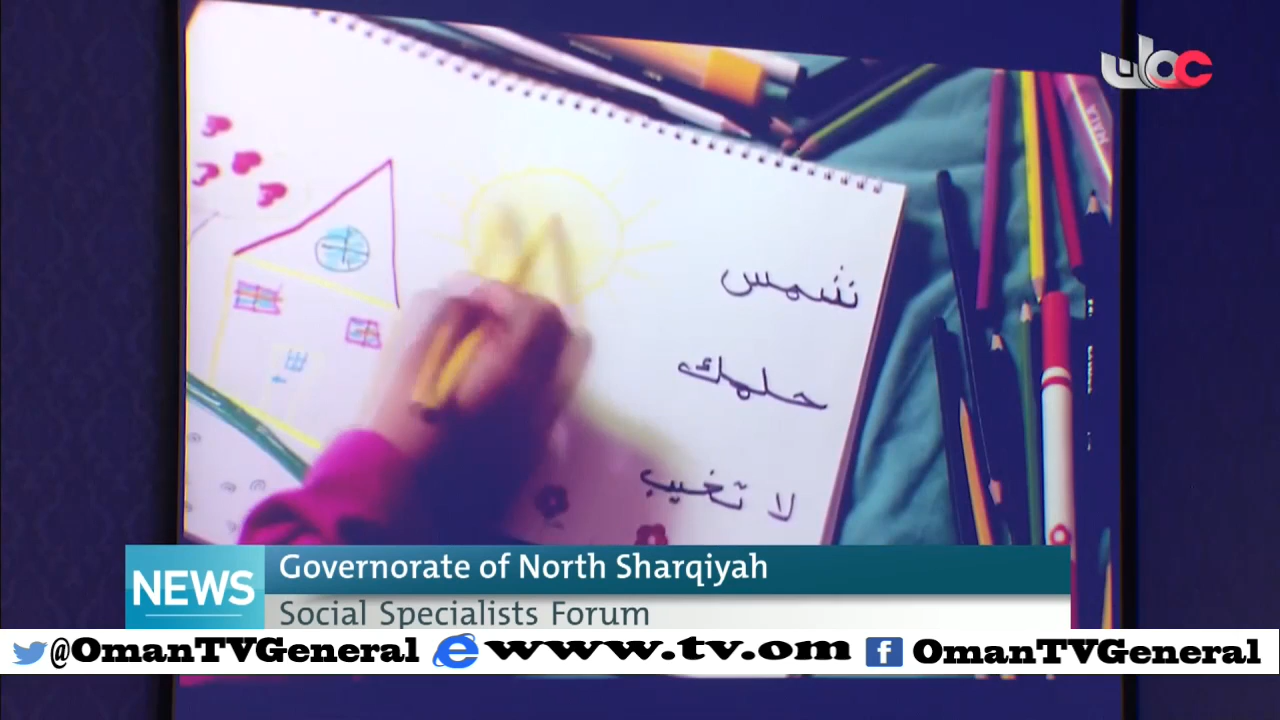 شمس
حلمك
لا تغيب
NEWS
Governorate of North Sharqiyah
Social Specialists Forum
@OmanTVGeneral
www.tv.om
OmanTVGeneral